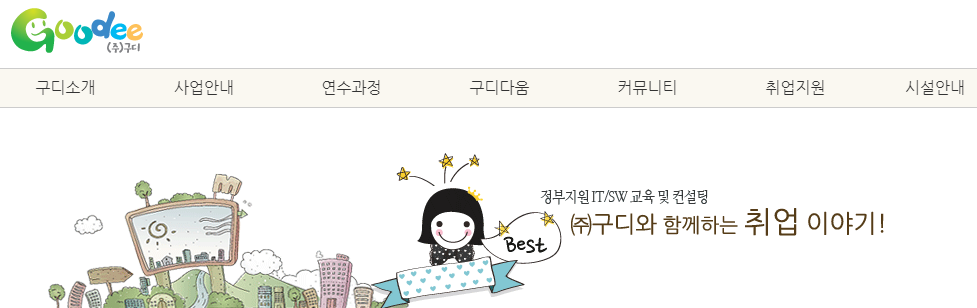 Goodee
(주)구디
구디소개 사업안내 연수과정 구디다움 커뮤니티 취업지원 시설안내
정부지원 IT/SW 교육 및 컨설팅
㈜구디와 함께하는 취업 이야기!
Best